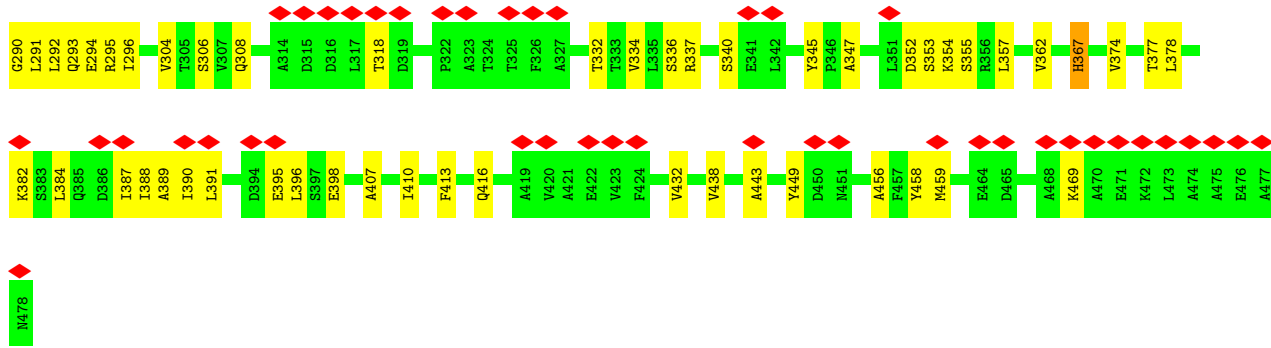 G290 L291 L292 Q293 E294 R295 I296 V304 T305 S306 V307 Q308 A314 D315 D316 L317 T318 D319 P322 A323 T324 T325 F326 A327 T332 T333 V334 L335 S336 R337 S340 E341 L342 Y345 P346 A347 L351 D352 S353 K354 S355 R356 L357 V362 H367 V374 T377 L378
K382 S383 L384 Q385 D386 I387 I388 A389 I390 L391 D394 E395 L396 S397 E398 A407 I410 F413 Q416 A419 V420 A421 E422 V423 F424 V432 V438 A443 Y449 D450 N451 A456 F457 Y458 M459 E464 D465 A468 K469 A470 E471 K472 L473 A474 A475 E476 A477
N478